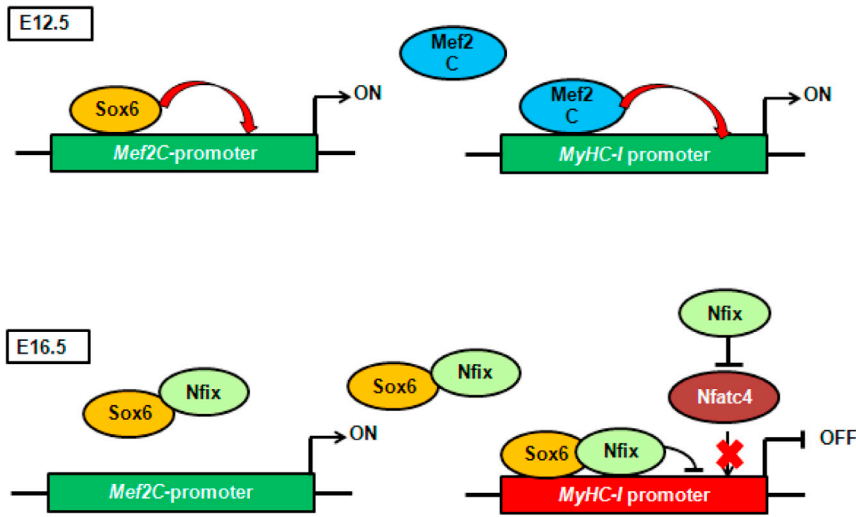 E12.5
Mef2
C
Sox6
ON
Mef2
C
ON
Mef2C-promoter
MyHC-I promoter
E16.5
Nfix
Nfix
Sox6
Nfix
Sox6
Nfatc4
ON
Sox6
Nfix
OFF
Mef2C-promoter
MyHC-I promoter